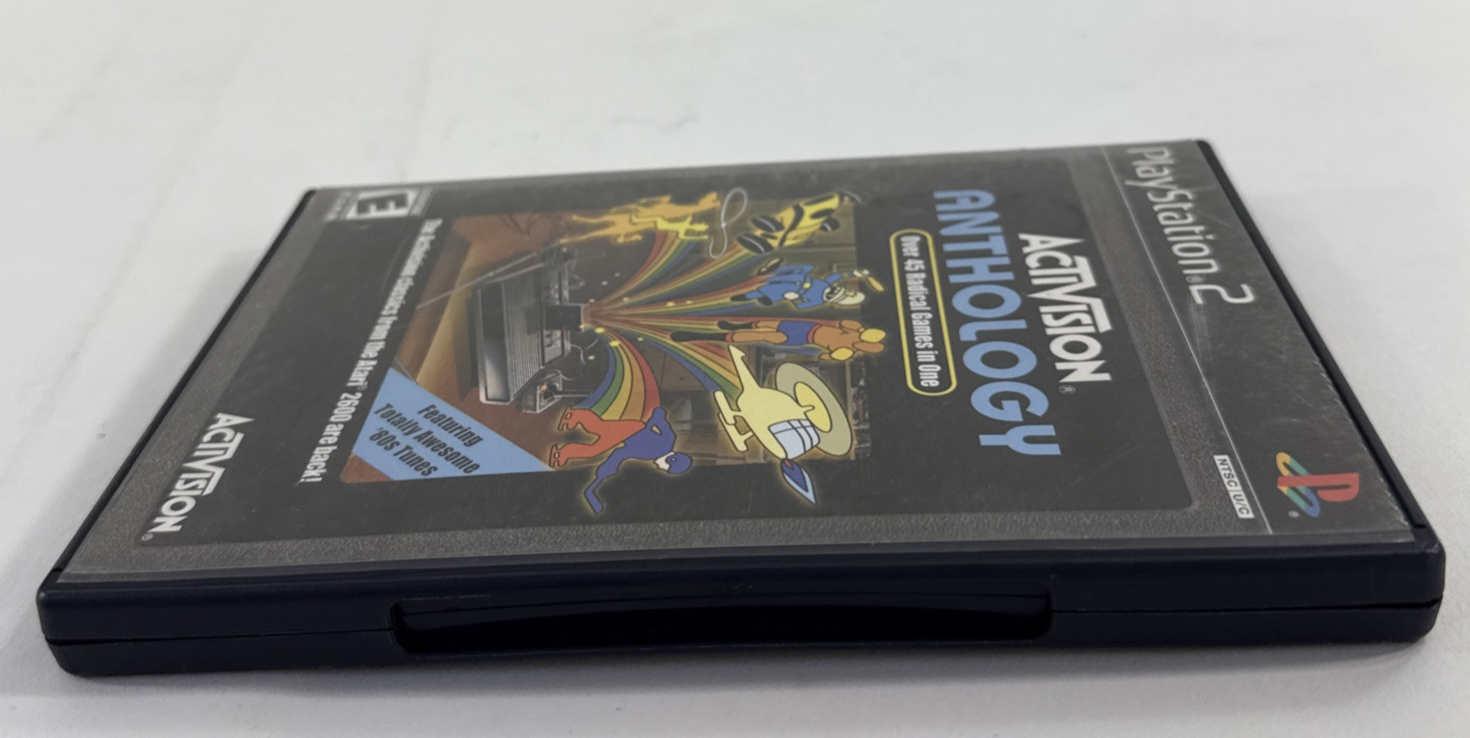 PlayStation®2
NTSC U/C
ACTIVISION®
ANTHOLOGY
Over 45 Radical Games in One
Featuring
Totally Awesome
'80s Tunes
The Activision classics from the Atari® 2600 are back!
E
ACTIVISION®